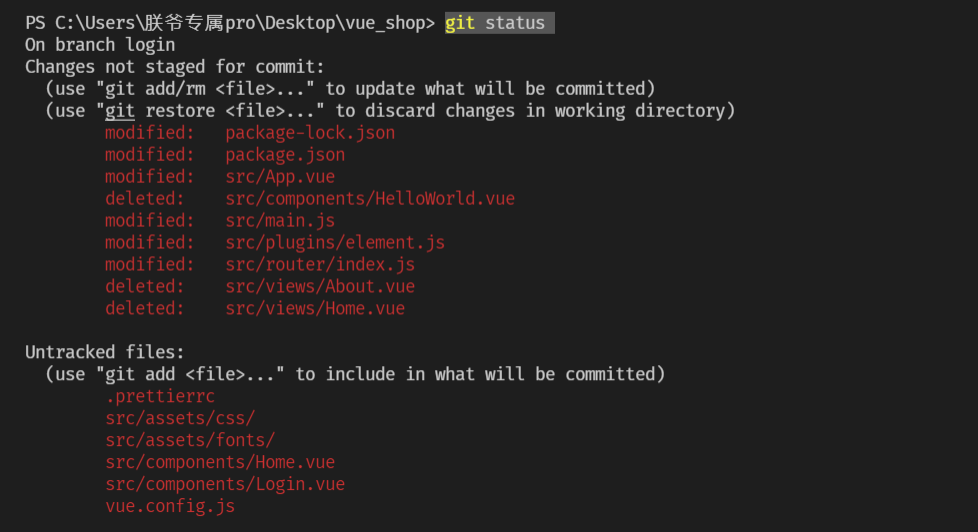 PS C:\Users\朕爷专属pro\Desktop\vue_shop> git status
On branch login
Changes not staged for commit:
  (use "git add/rm <file>..." to update what will be committed)
  (use "git restore <file>..." to discard changes in working directory)
        modified:   package-lock.json
        modified:   package.json
        modified:   src/App.vue
        deleted:    src/components/HelloWorld.vue
        modified:   src/main.js
        modified:   src/plugins/element.js
        modified:   src/router/index.js
        deleted:    src/views/About.vue
        deleted:    src/views/Home.vue

Untracked files:
  (use "git add <file>..." to include in what will be committed)
        .prettierrc
        src/assets/css/
        src/assets/fonts/
        src/components/Home.vue
        src/components/Login.vue
        vue.config.js